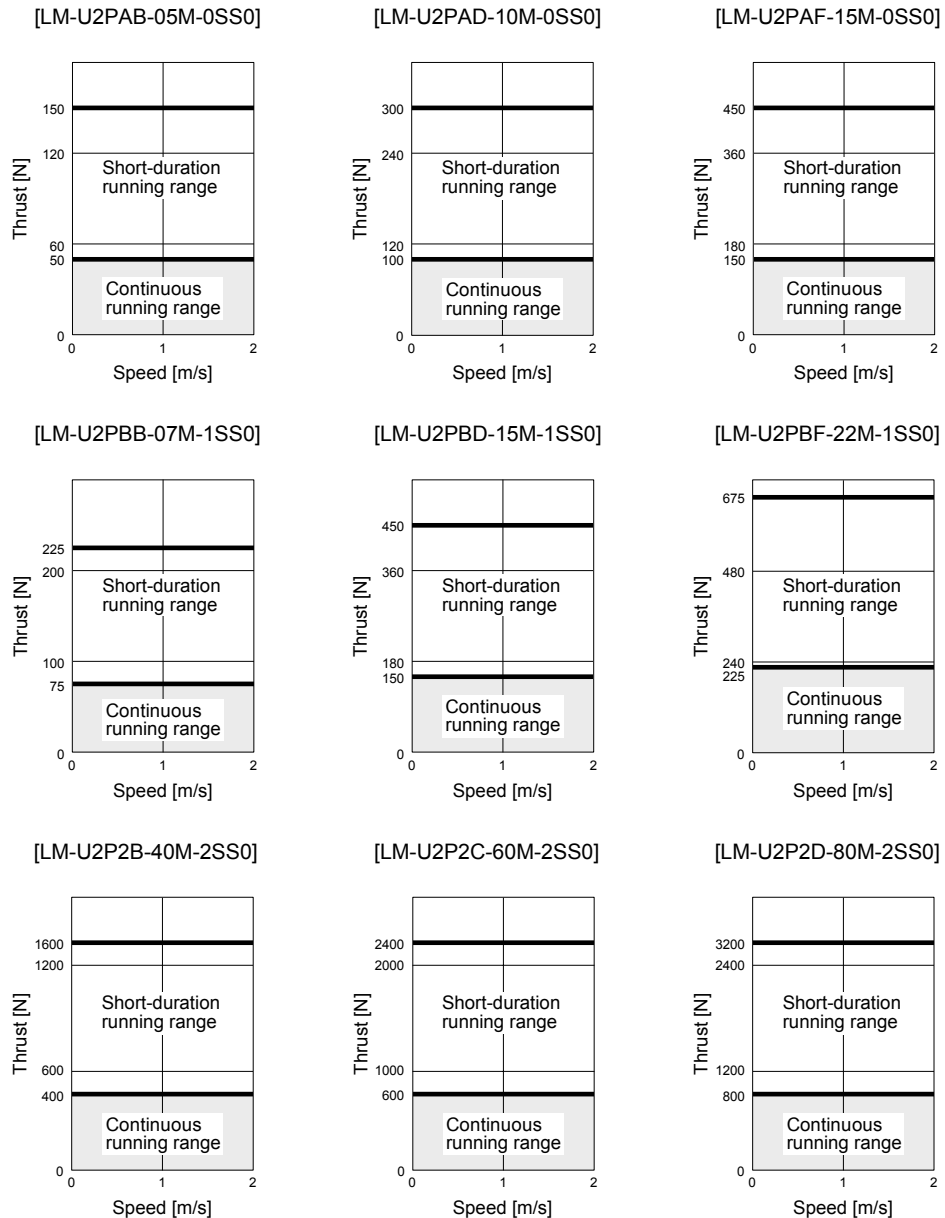 [LM-U2PAB-05M-0SS0]
150
120
60
50
0
Thrust [N]
Short-duration
running range
Continuous
running range
0 1 2
Speed [m/s]
[LM-U2PAD-10M-0SS0]
300
240
120
100
0
Thrust [N]
Short-duration
running range
Continuous
running range
0 1 2
Speed [m/s]
[LM-U2PAF-15M-0SS0]
450
360
180
150
0
Thrust [N]
Short-duration
running range
Continuous
running range
0 1 2
Speed [m/s]
[LM-U2PBB-07M-1SS0]
225
200
100
75
0
Thrust [N]
Short-duration
running range
Continuous
running range
0 1 2
Speed [m/s]
[LM-U2PBD-15M-1SS0]
450
360
180
150
0
Thrust [N]
Short-duration
running range
Continuous
running range
0 1 2
Speed [m/s]
[LM-U2PBF-22M-1SS0]
675
480
240
225
0
Thrust [N]
Short-duration
running range
Continuous
running range
0 1 2
Speed [m/s]
[LM-U2P2B-40M-2SS0]
1600
1200
600
400
0
Thrust [N]
Short-duration
running range
Continuous
running range
0 1 2
Speed [m/s]
[LM-U2P2C-60M-2SS0]
2400
2000
1000
600
0
Thrust [N]
Short-duration
running range
Continuous
running range
0 1 2
Speed [m/s]
[LM-U2P2D-80M-2SS0]
3200
2400
1200
800
0
Thrust [N]
Short-duration
running range
Continuous
running range
0 1 2
Speed [m/s]